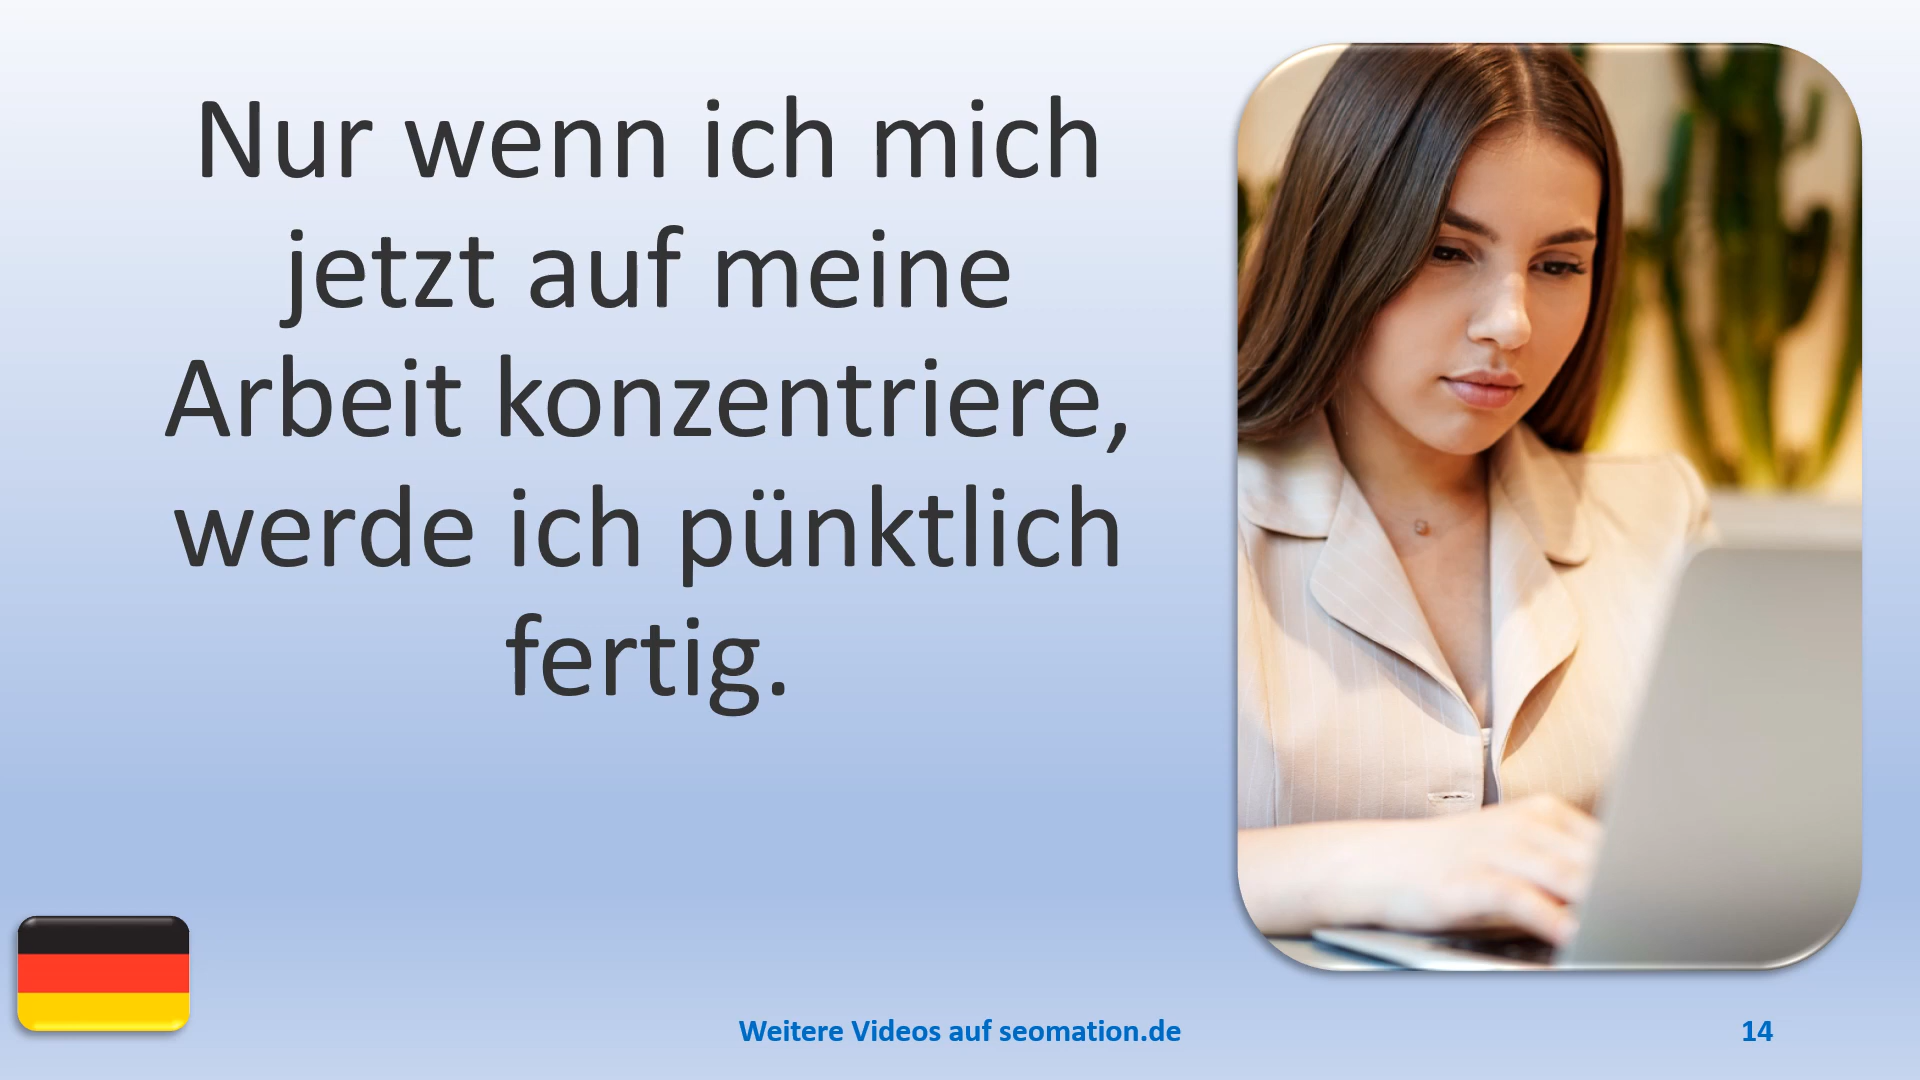 Nur wenn ich mich
jetzt auf meine
Arbeit konzentriere,
werde ich pünktlich
fertig.
Weitere Videos auf seomation.de
14